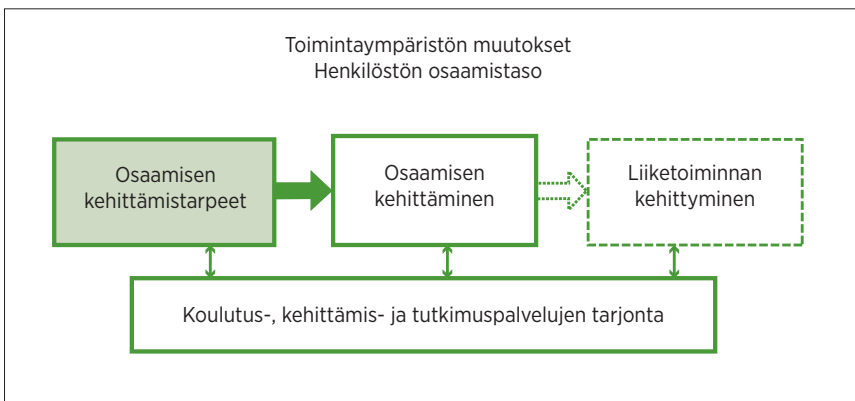 Toimintaympäristön muutokset
Henkilöstön osaamistaso
Osaamisen
kehittämistarpeet
Osaamisen
kehittäminen
Liiketoiminnan
kehittyminen
Koulutus-, kehittämis- ja tutkimuspalvelujen tarjonta